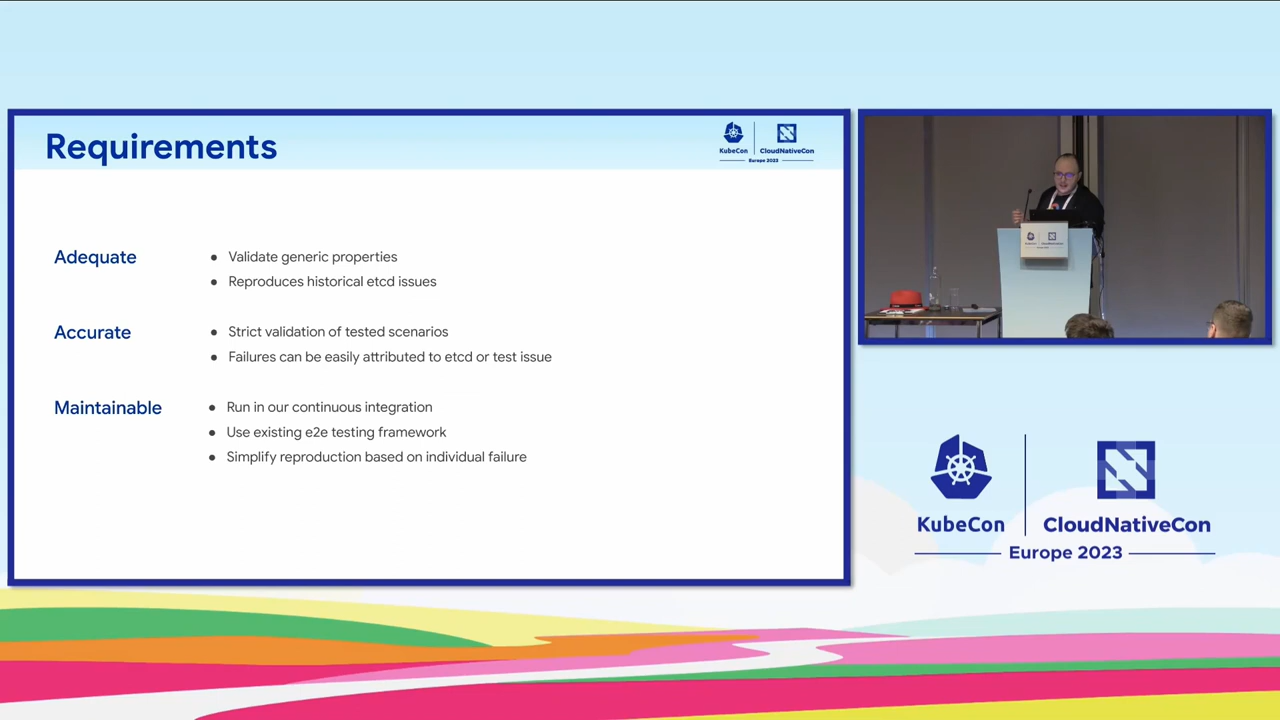 Requirements
KubeCon
CloudNativeCon
Europe 2023
Adequate
● Validate generic properties
● Reproduces historical etcd issues
Accurate
● Strict validation of tested scenarios
● Failures can be easily attributed to etcd or test issue
Maintainable
● Run in our continuous integration
● Use existing e2e testing framework
● Simplify reproduction based on individual failure
KubeCon
CloudNativeCon
Europe 2023